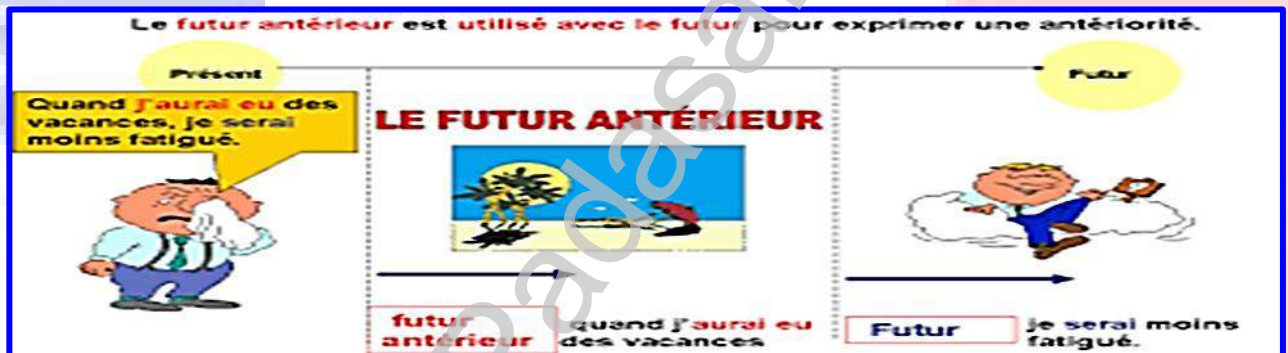 Le futur antérieur est utilisé avec le futur pour exprimer une antériorité.
Présent
Futur
Quand j'aurai eu des
vacances, je serai
moins fatigué.
LE FUTUR ANTÉRIEUR
futur
antérieur
quand j'aurai eu
des vacances
Futur
je serai moins
fatigué.
Padasa